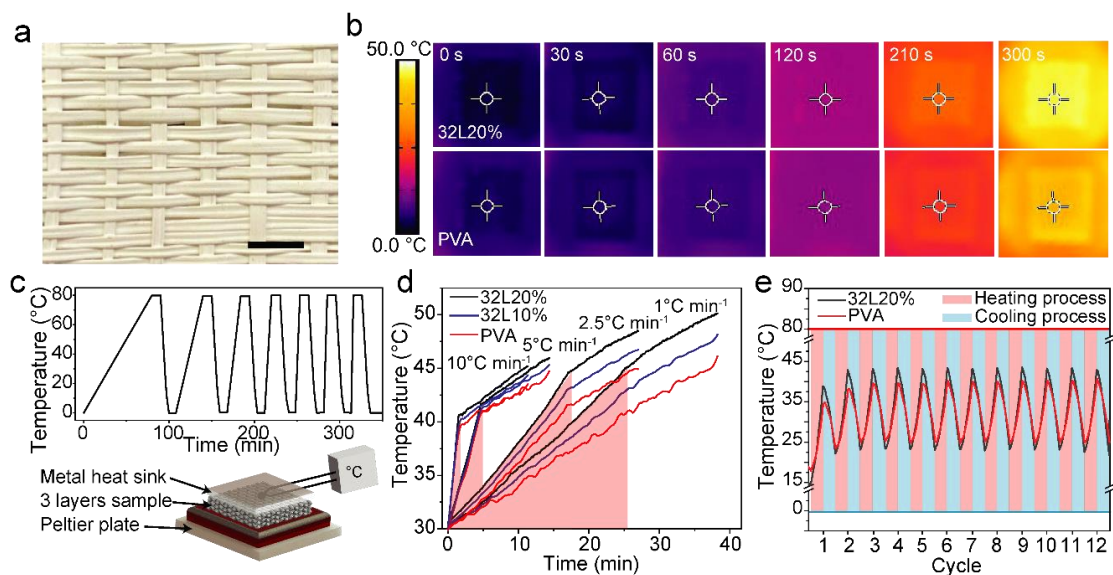 a
b
50.0 °C
0.0 °C
0 s
30 s
60 s
120 s
210 s
300 s
32L20%
PVA
c
Temperature (°C)
80
60
40
20
0
0
100
200
300
Time (min)
Metal heat sink
3 layers sample
Peltier plate
°C
d
Temperature (°C)
50
45
40
35
30
32L20%
32L10%
PVA
10°C min⁻¹
5°C min⁻¹
2.5°C min⁻¹
1°C min⁻¹
0
10
20
30
40
Time (min)
e
Temperature (°C)
90
80
45
35
25
15
0
32L20%
PVA
Heating process
Cooling process
1 2 3 4 5 6 7 8 9 10 11 12
Cycle